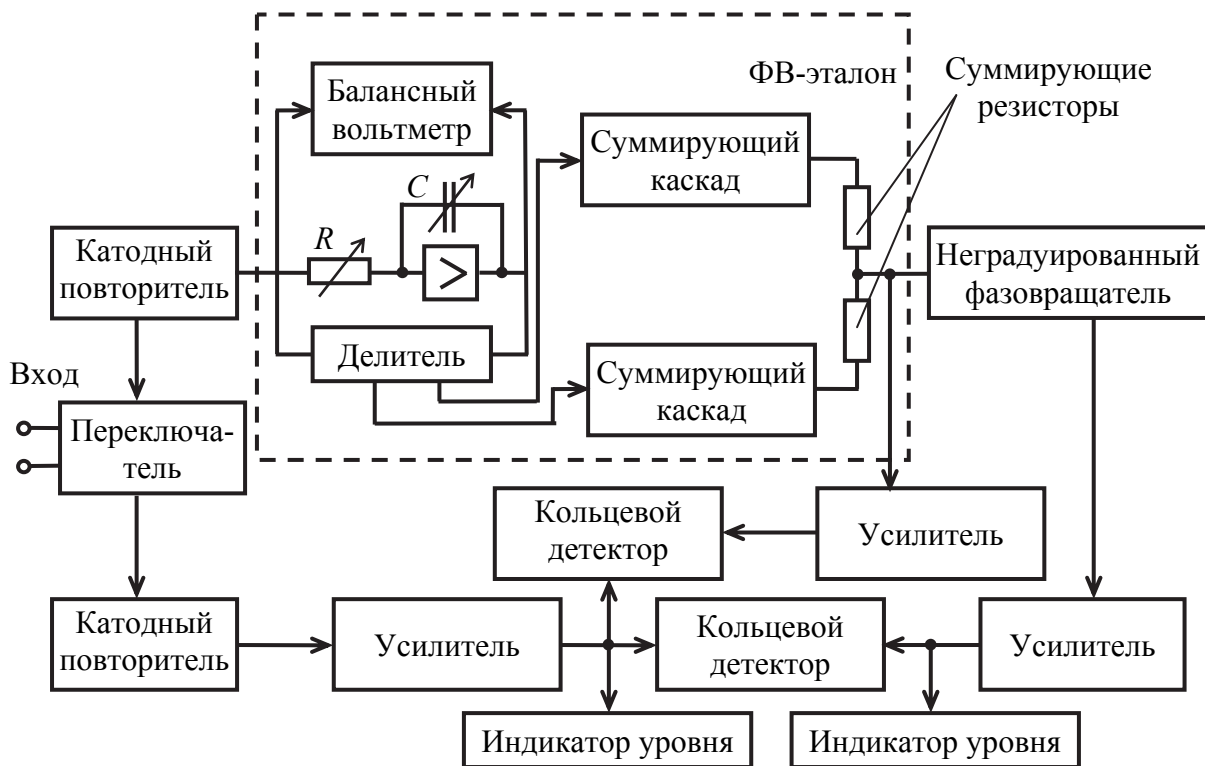 ФВ-эталон
Суммирующие
резисторы
Балансный
вольтметр
Суммирующий
каскад
C
R
>
Катодный
повторитель
Неградуированный
фазовращатель
Делитель
Суммирующий
каскад
Вход
Переключа-
тель
Кольцевой
детектор
Усилитель
Катодный
повторитель
Усилитель
Кольцевой
детектор
Усилитель
Индикатор уровня
Индикатор уровня